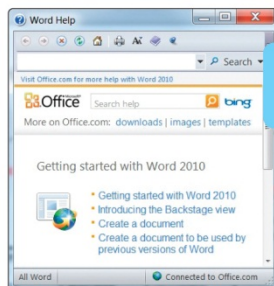 Word Help
Search
Visit Office.com for more help with Word 2010
Microsoft
Office
Search help
bing
More on Office.com: downloads | images | templates
Getting started with Word 2010
Getting started with Word 2010
Introducing the Backstage view
Create a document
Create a document to be used by
previous versions of Word
All Word
Connected to Office.com